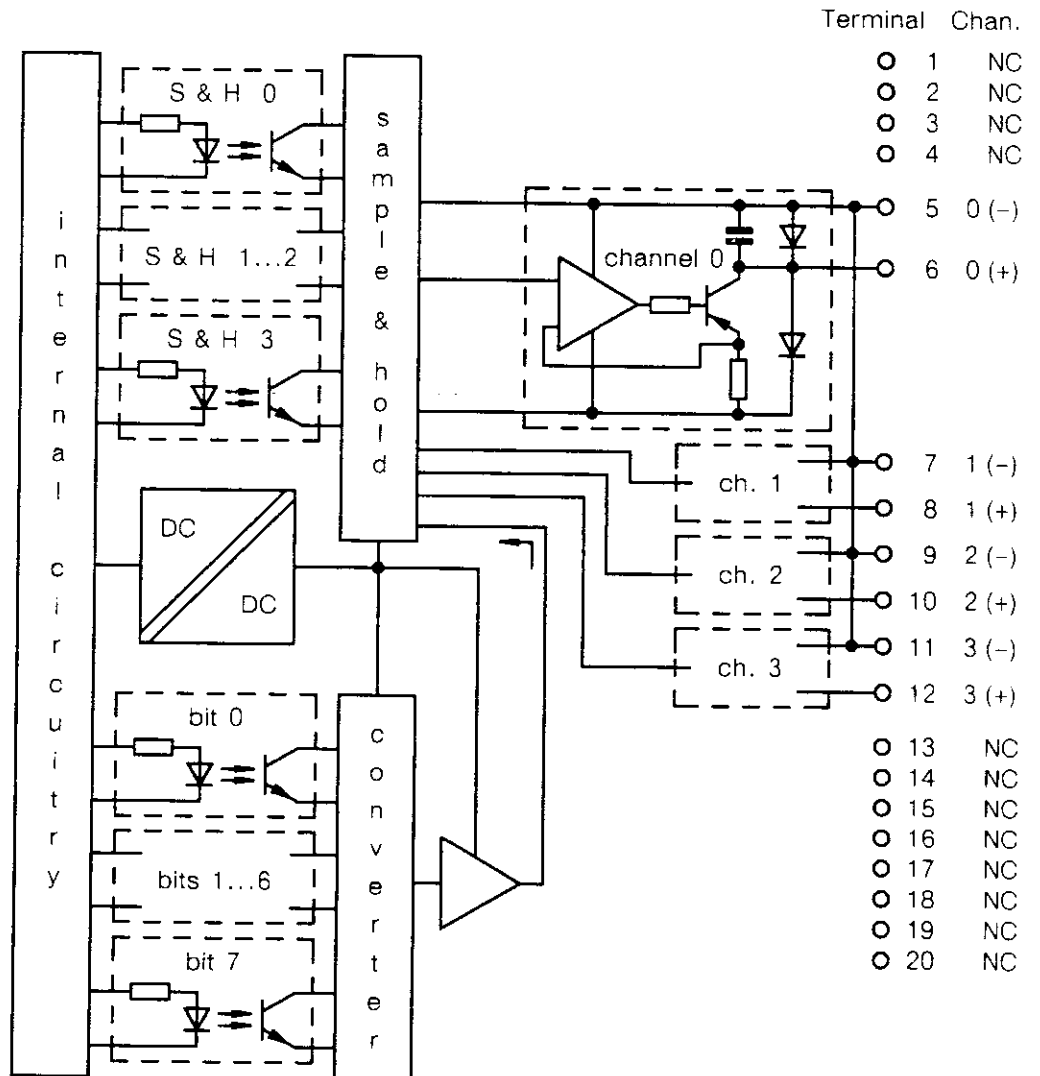 Terminal Chan.
1 NC
2 NC
3 NC
4 NC
5 0 (−)
6 0 (+)
7 1 (−)
8 1 (+)
9 2 (−)
10 2 (+)
11 3 (−)
12 3 (+)
13 NC
14 NC
15 NC
16 NC
17 NC
18 NC
19 NC
20 NC
internal circuitry
S & H 0
S & H 1...2
S & H 3
sample & hold
channel 0
ch. 1
ch. 2
ch. 3
DC
DC
bit 0
bits 1...6
bit 7
converter